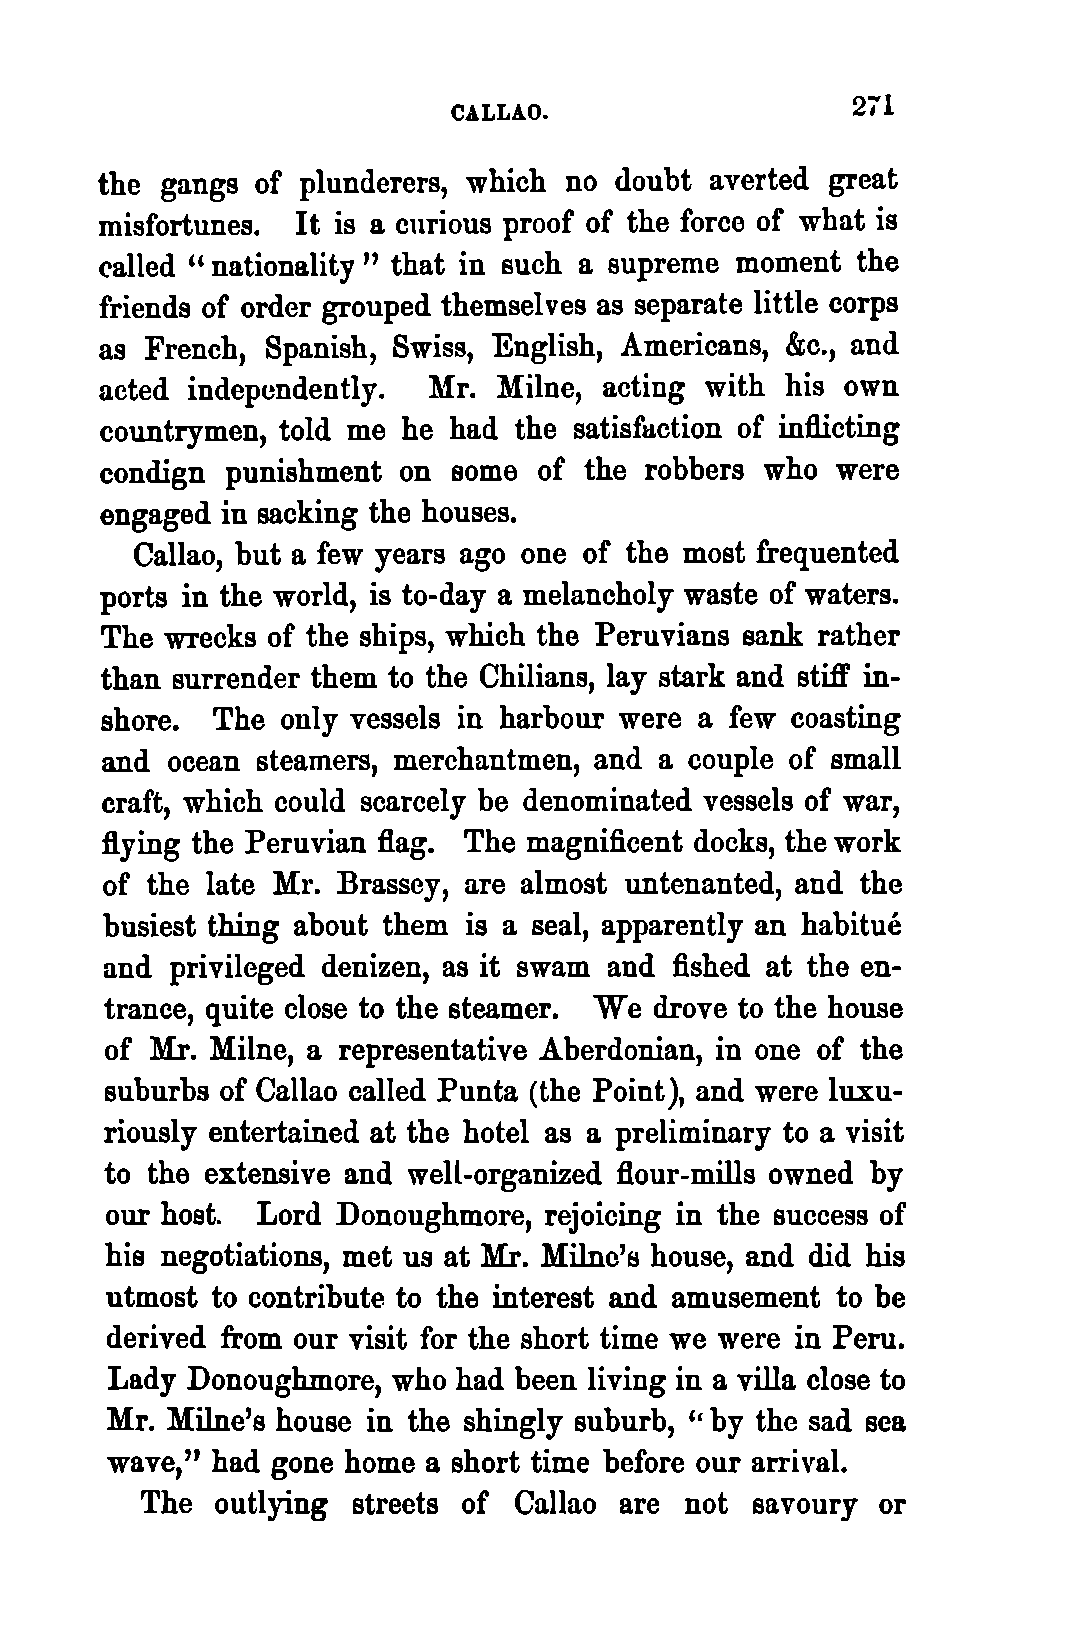 CALLAO. 271
the gangs of plunderers, which no doubt averted great
misfortunes. It is a curious proof of the force of what is
called “nationality” that in such a supreme moment the
friends of order grouped themselves as separate little corps
as French, Spanish, Swiss, English, Americans, &c., and
acted independently. Mr. Milne, acting with his own
countrymen, told me he had the satisfaction of inflicting
condign punishment on some of the robbers who were
engaged in sacking the houses.
Callao, but a few years ago one of the most frequented
ports in the world, is to-day a melancholy waste of waters.
The wrecks of the ships, which the Peruvians sank rather
than surrender them to the Chilians, lay stark and stiff in-
shore. The only vessels in harbour were a few coasting
and ocean steamers, merchantmen, and a couple of small
craft, which could scarcely be denominated vessels of war,
flying the Peruvian flag. The magnificent docks, the work
of the late Mr. Brassey, are almost untenanted, and the
busiest thing about them is a seal, apparently an habitué
and privileged denizen, as it swam and fished at the en-
trance, quite close to the steamer. We drove to the house
of Mr. Milne, a representative Aberdonian, in one of the
suburbs of Callao called Punta (the Point), and were luxu-
riously entertained at the hotel as a preliminary to a visit
to the extensive and well-organized flour-mills owned by
our host. Lord Donoughmore, rejoicing in the success of
his negotiations, met us at Mr. Milne’s house, and did his
utmost to contribute to the interest and amusement to be
derived from our visit for the short time we were in Peru.
Lady Donoughmore, who had been living in a villa close to
Mr. Milne’s house in the shingly suburb, “by the sad sea
wave,” had gone home a short time before our arrival.
The outlying streets of Callao are not savoury or